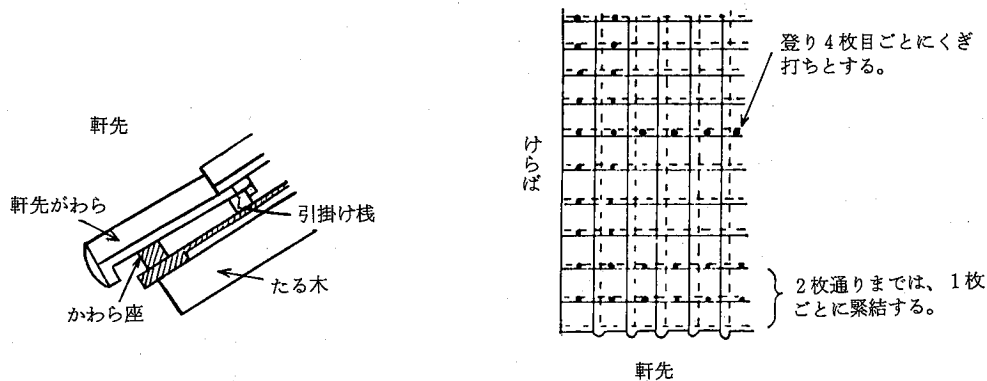 軒先
軒先がわら
引掛け桟
かわら座
たる木
登り4枚目ごとにくぎ
打ちとする。
けらば
2枚通りまでは、1枚
ごとに緊結する。
軒先